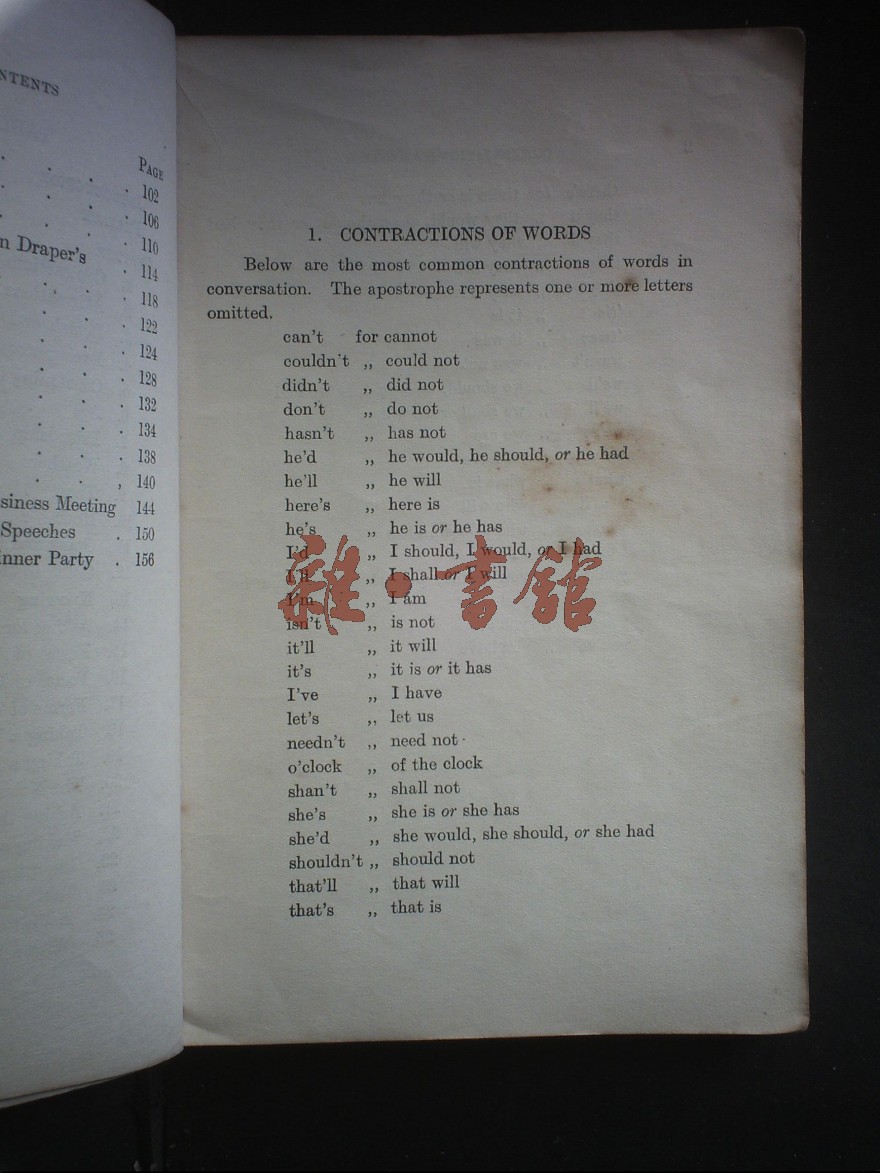 NTENTS
PAGE
102
106
110
n Draper's
114
118
122
124
128
132
134
138
140
siness Meeting 144
Speeches . 150
nner Party . 156
1. CONTRACTIONS OF WORDS
Below are the most common contractions of words in
conversation. The apostrophe represents one or more letters
omitted.
can't for cannot
couldn't ,, could not
didn't ,, did not
don't ,, do not
hasn't ,, has not
he'd ,, he would, he should, or he had
he'll ,, he will
here's ,, here is
he's ,, he is or he has
I'd ,, I should, I would, or I had
I'll ,, I shall or I will
I'm ,, I am
isn't ,, is not
it'll ,, it will
it's ,, it is or it has
I've ,, I have
let's ,, let us
needn't ,, need not
o'clock ,, of the clock
shan't ,, shall not
she's ,, she is or she has
she'd ,, she would, she should, or she had
shouldn't ,, should not
that'll ,, that will
that's ,, that is
雜·書館